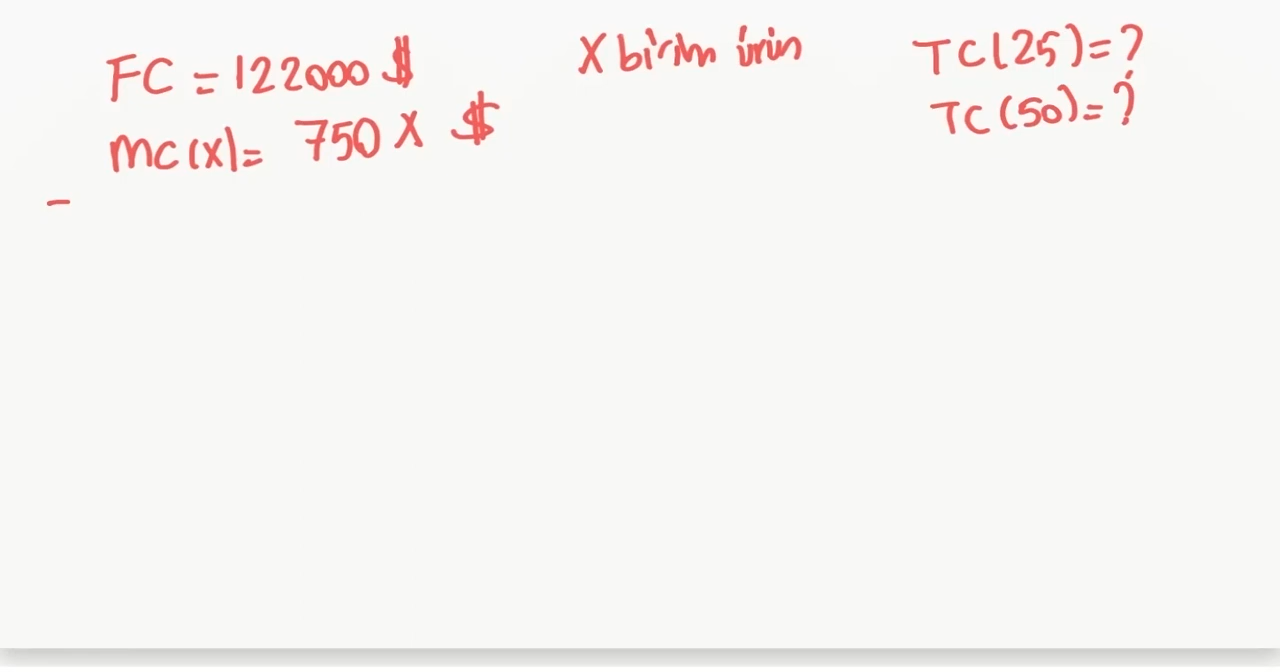 FC = 122000 $
MC(X)= 750 X $
X birim ürün
TC(25)=?
TC(50)=?
-